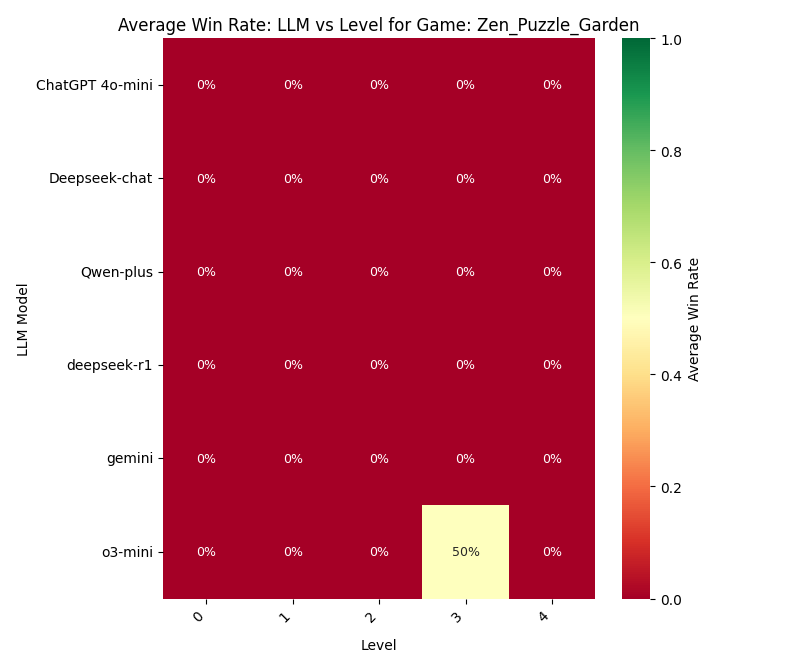 Average Win Rate: LLM vs Level for Game: Zen_Puzzle_Garden
LLM Model
ChatGPT 4o-mini 0% 0% 0% 0% 0%
Deepseek-chat 0% 0% 0% 0% 0%
Qwen-plus 0% 0% 0% 0% 0%
deepseek-r1 0% 0% 0% 0% 0%
gemini 0% 0% 0% 0% 0%
o3-mini 0% 0% 0% 50% 0%
0 1 2 3 4
Level
1.0
0.8
0.6
0.4
0.2
0.0
Average Win Rate